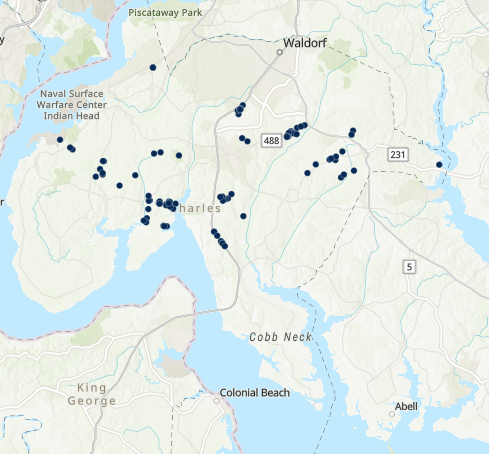 Piscataway Park
Waldorf
Naval Surface
Warfare Center
Indian Head
488
231
harles
5
Cobb Neck
King
George
Colonial Beach
Abell